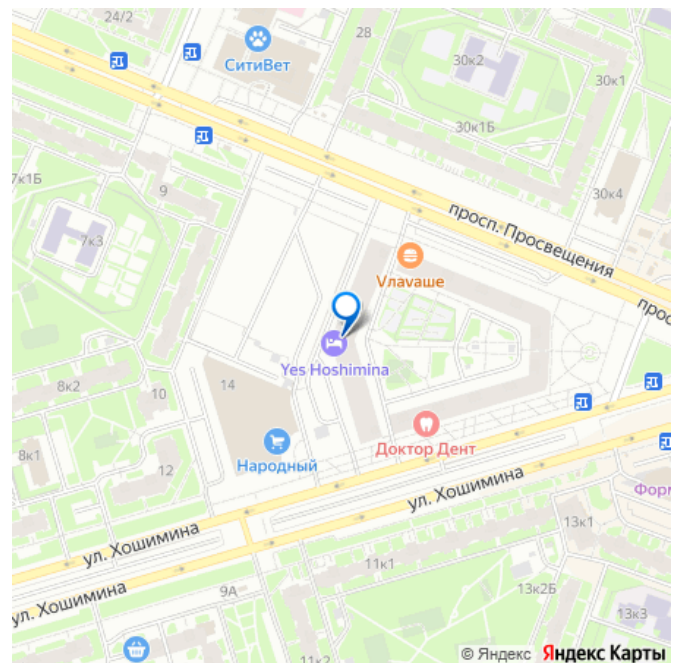 24/2
СитиВет
28
30к2
30к1
30к1Б
30к4
7к1Б
9
7к3
просп. Просвещения
Vлаvаше
прос
Yes Hoshimina
8к2
10
14
8к1
12
Народный
Доктор Дент
Форм
ул. Хошимина
ул. Хошимина
13к1
11к1
9А
13к2Б
13к3
11к2
© Яндекс Яндекс Карты